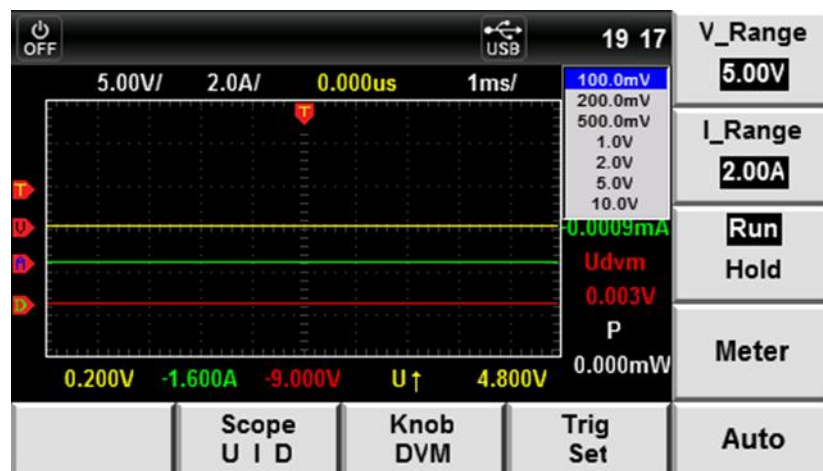 OFF
USB
19 17
5.00V/ 2.0A/ 0.000us 1ms/
T
100.0mV
200.0mV
500.0mV
1.0V
2.0V
5.0V
10.0V
T
V
A
D
-0.0009mA
Udvm
0.003V
P
0.000mW
0.200V -1.600A -9.000V U↑ 4.800V
V_Range
5.00V
I_Range
2.00A
Run
Hold
Meter
Auto
Scope
U I D
Knob
DVM
Trig
Set